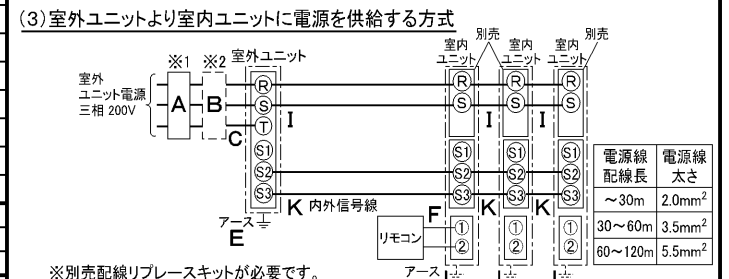 (3)室外ユニットより室内ユニットに電源を供給する方式
※1 ※2 室外ユニット
室外
ユニット電源
三相 200V
A B C
R
S
T
S1
S2
S3
アース
E
I I I
K 内外信号線 K K
別売 別売
室内
ユニット
室内
ユニット
室内
ユニット
R R R
S S S
S1 S1 S1
S2 S2 S2
S3 S3 S3
F
リモコン
① ① ①
② ② ②
アース
電源線
配線長
電源線
太さ
～30m 2.0mm²
30～60m 3.5mm²
60～120m 5.5mm²
※別売配線リプレースキットが必要です。